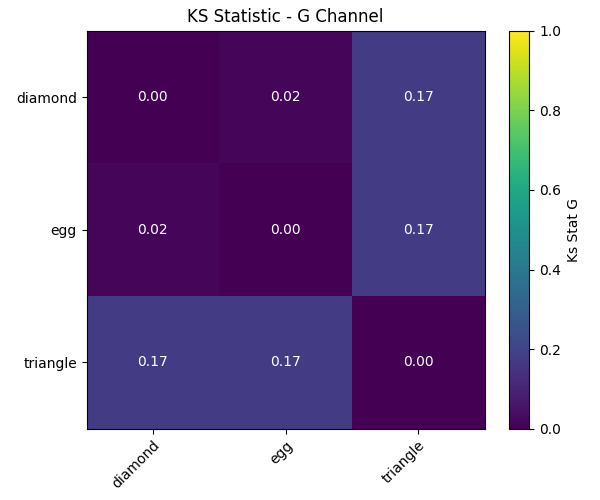 KS Statistic - G Channel
diamond 0.00 0.02 0.17
egg 0.02 0.00 0.17
triangle 0.17 0.17 0.00
diamond egg triangle
1.0
0.8
0.6
0.4
0.2
0.0
Ks Stat G